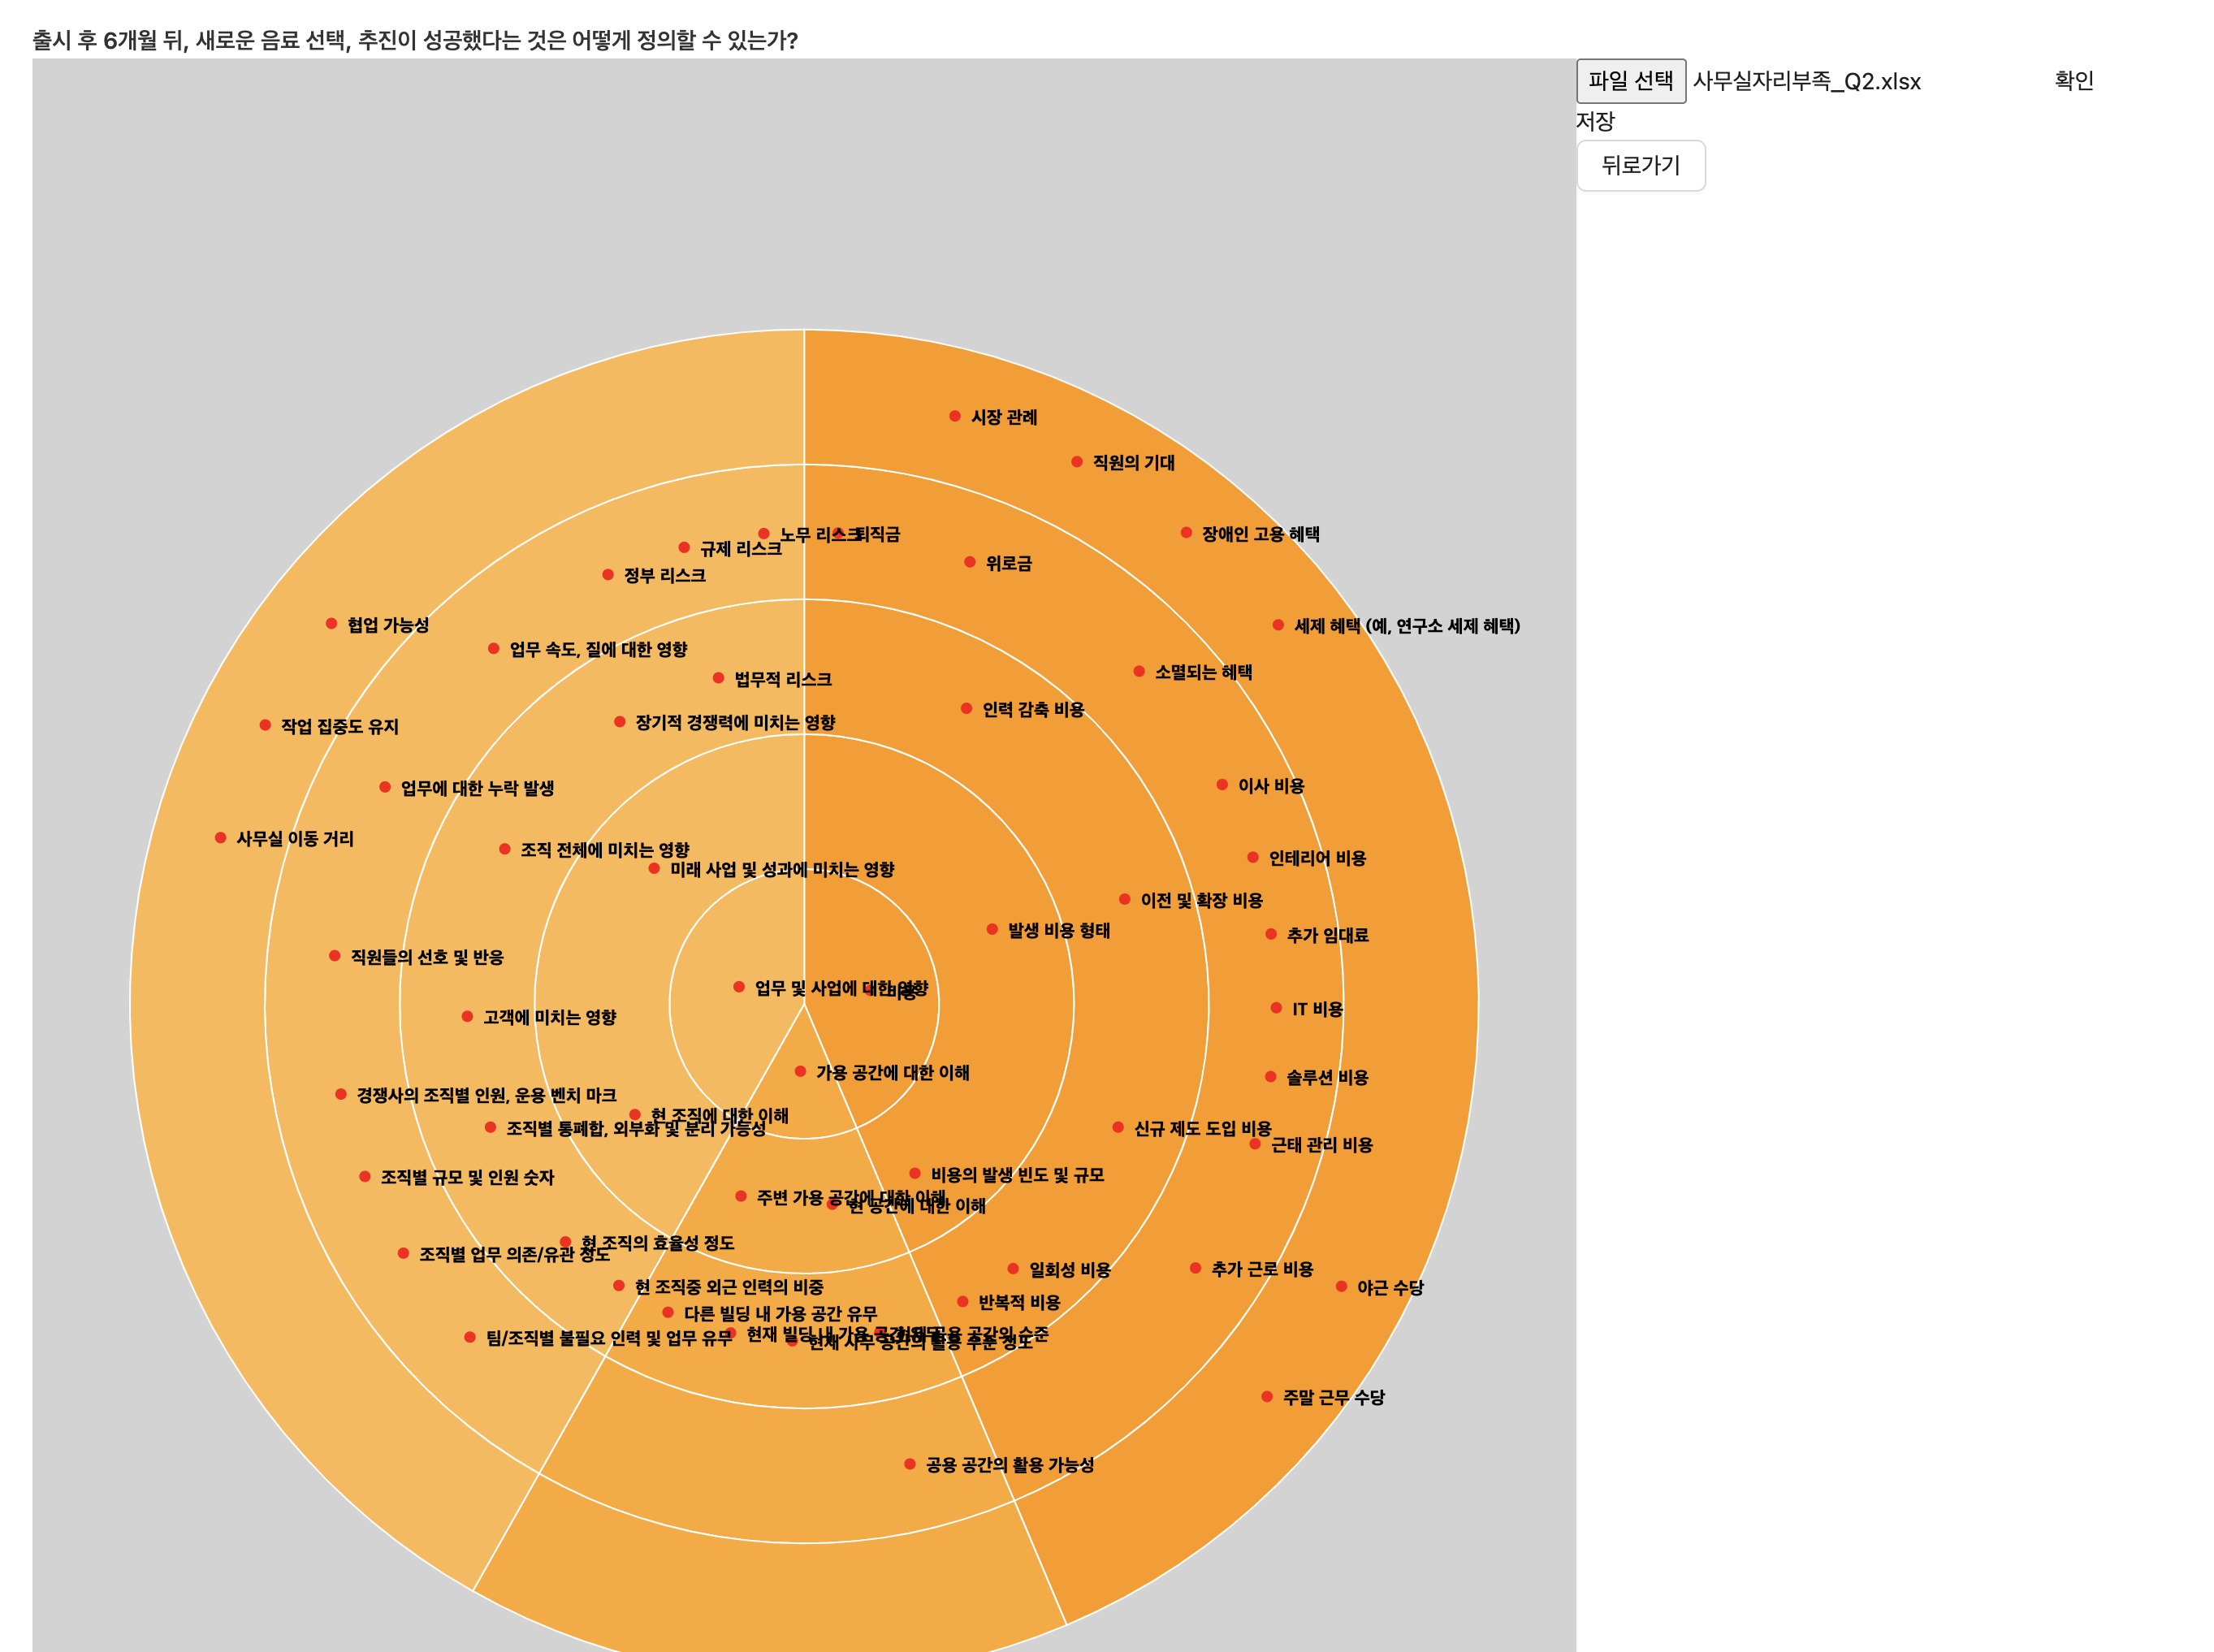 출시 후 6개월 뒤, 새로운 음료 선택, 추진이 성공했다는 것은 어떻게 정의할 수 있는가?
파일 선택 사무실자리부족_Q2.xlsx 확인
저장
뒤로가기
시장 관례
직원의 기대
노무 리스크
퇴직금
장애인 고용 혜택
규제 리스크
위로금
정부 리스크
협업 가능성
세제 혜택 (예, 연구소 세제 혜택)
업무 속도, 질에 대한 영향
소멸되는 혜택
법무적 리스크
인력 감축 비용
작업 집중도 유지
장기적 경쟁력에 미치는 영향
이사 비용
업무에 대한 누락 발생
사무실 이동 거리
조직 전체에 미치는 영향
인테리어 비용
미래 사업 및 성과에 미치는 영향
이전 및 확장 비용
발생 비용 형태
추가 임대료
직원들의 선호 및 반응
업무 및 사업에 대한 영향
비용
IT 비용
고객에 미치는 영향
가용 공간에 대한 이해
솔루션 비용
경쟁사의 조직별 인원, 운용 벤치 마크
현 조직에 대한 이해
조직별 통폐합, 외부화 및 분리 가능성
신규 제도 도입 비용
근태 관리 비용
조직별 규모 및 인원 숫자
비용의 발생 빈도 및 규모
주변 가용 공간에 대한 이해
현 공간에 대한 이해
현 조직의 효율성 정도
조직별 업무 의존/유관 정도
일회성 비용
추가 근로 비용
현 조직중 외근 인력의 비중
야근 수당
반복적 비용
다른 빌딩 내 가용 공간 유무
팀/조직별 불필요 인력 및 업무 유무
현재 빌딩 내 가용 공간 유무
공용 공간의 수준
현재 사무 공간의 활용 수준 정도
주말 근무 수당
공용 공간의 활용 가능성